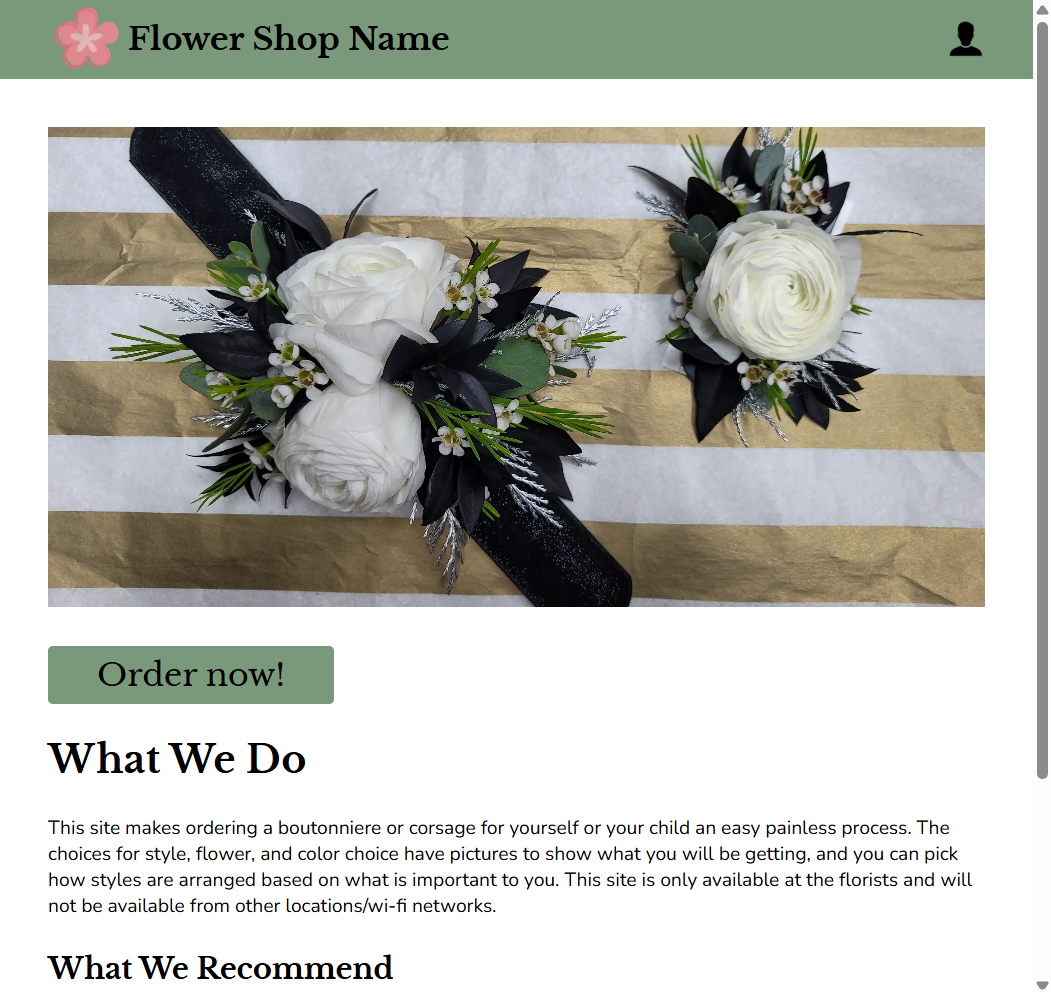 Flower Shop Name
Order now!
What We Do
This site makes ordering a boutonniere or corsage for yourself or your child an easy painless process. The
choices for style, flower, and color choice have pictures to show what you will be getting, and you can pick
how styles are arranged based on what is important to you. This site is only available at the florists and will
not be available from other locations/wi-fi networks.
What We Recommend